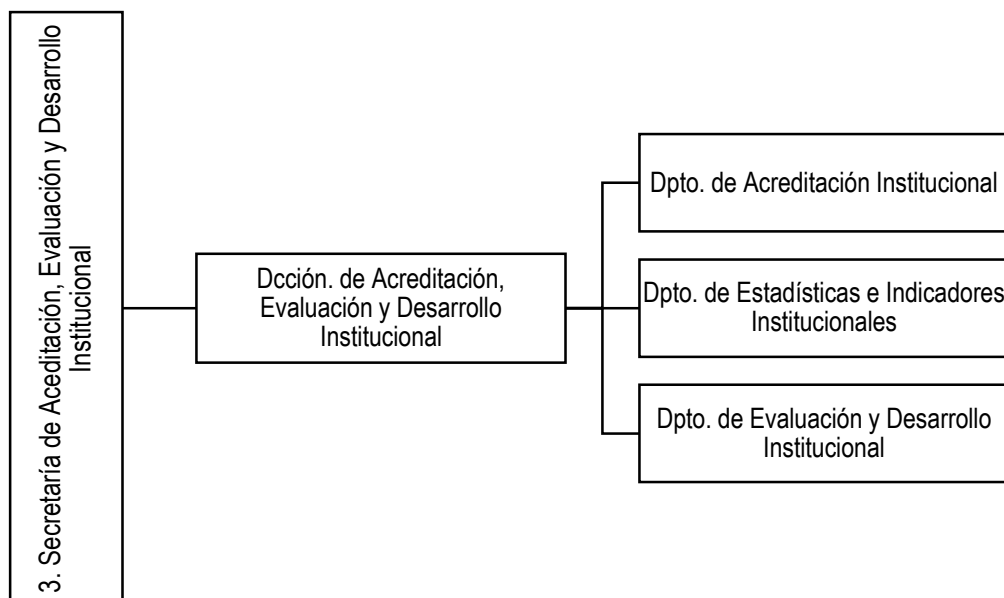 3. Secretaría de Aceditación, Evaluación y Desarrollo
Institucional
Dcción. de Acreditación,
Evaluación y Desarrollo
Institucional
Dpto. de Acreditación Institucional
Dpto. de Estadísticas e Indicadores
Institucionales
Dpto. de Evaluación y Desarrollo
Institucional